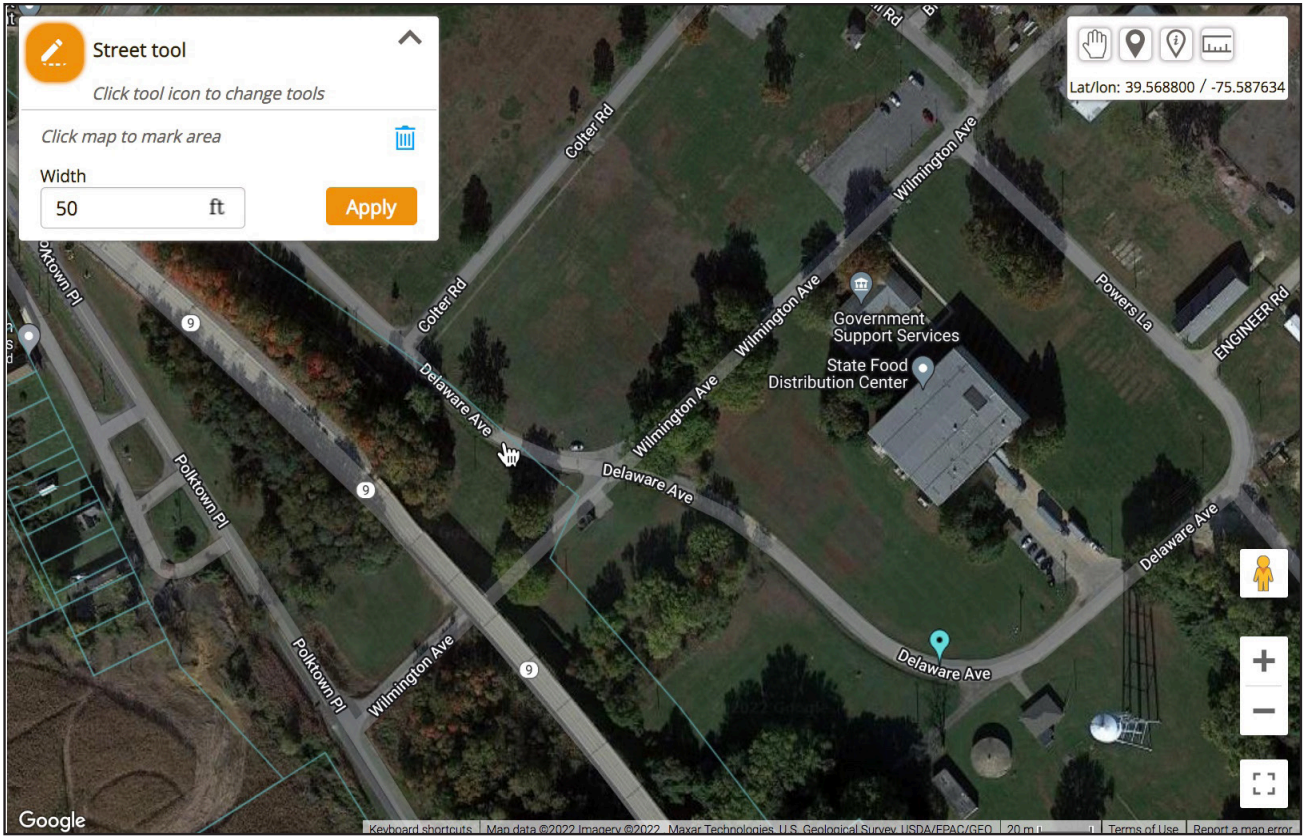 Street tool
Click tool icon to change tools
Click map to mark area
Width
50 ft
Apply
Lat/lon: 39.568800 / -75.587634
Rd
Colter Rd
Wilmington Ave
Powers La
ENGINEER Rd
Polktown Pl
9
Colter Rd
Wilmington Ave
Government
Support Services
State Food
Distribution Center
Delaware Ave
Wilmington Ave
9
Delaware Ave
Polktown Pl
Delaware Ave
Wilmington Ave
Polktown Pl
9
Delaware Ave
Google
Keyboard shortcuts Map data ©2022 Imagery ©2022, Maxar Technologies, U.S. Geological Survey, USDA/FPAC/GEO 20 m Terms of Use Report a map error